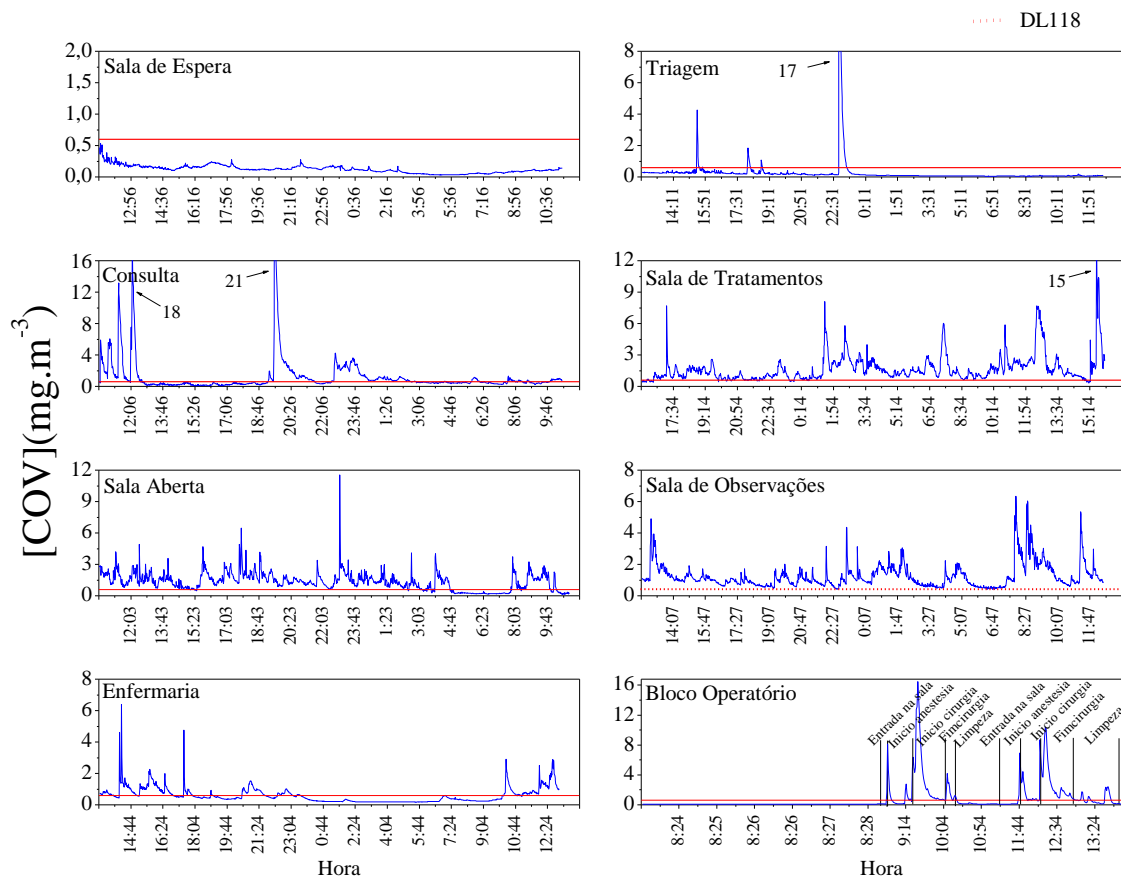 DL118
[COV](mg.m-3)
Sala de Espera
2,0
1,5
1,0
0,5
0,0
12:56 14:36 16:16 17:56 19:36 21:16 22:56 0:36 2:16 3:56 5:36 7:16 8:56 10:36
Triagem
17
8
6
4
2
0
14:11 15:51 17:31 19:11 20:51 22:31 0:11 1:51 3:31 5:11 6:51 8:31 10:11 11:51
Consulta
18
21
16
12
8
4
0
12:06 13:46 15:26 17:06 18:46 20:26 22:06 23:46 1:26 3:06 4:46 6:26 8:06 9:46
Sala de Tratamentos
15
12
9
6
3
0
17:34 19:14 20:54 22:34 0:14 1:54 3:34 5:14 6:54 8:34 10:14 11:54 13:34 15:14
Sala Aberta
12
9
6
3
0
12:03 13:43 15:23 17:03 18:43 20:23 22:03 23:43 1:23 3:03 4:43 6:23 8:03 9:43
Sala de Observações
8
6
4
2
0
14:07 15:47 17:27 19:07 20:47 22:27 0:07 1:47 3:27 5:07 6:47 8:27 10:07 11:47
Enfermaria
8
6
4
2
0
14:44 16:24 18:04 19:44 21:24 23:04 0:44 2:24 4:04 5:44 7:24 9:04 10:44 12:24
Hora
Bloco Operatório
16
12
8
4
0
Entrada na sala
Inicio anestesia
Inicio cirurgia
Fimcirurgia
Limpeza
Entrada na sala
Inicio anestesia
Inicio cirurgia
Fimcirurgia
Limpeza
8:24 8:25 8:26 8:26 8:27 8:28 9:14 10:04 10:54 11:44 12:34 13:24
Hora